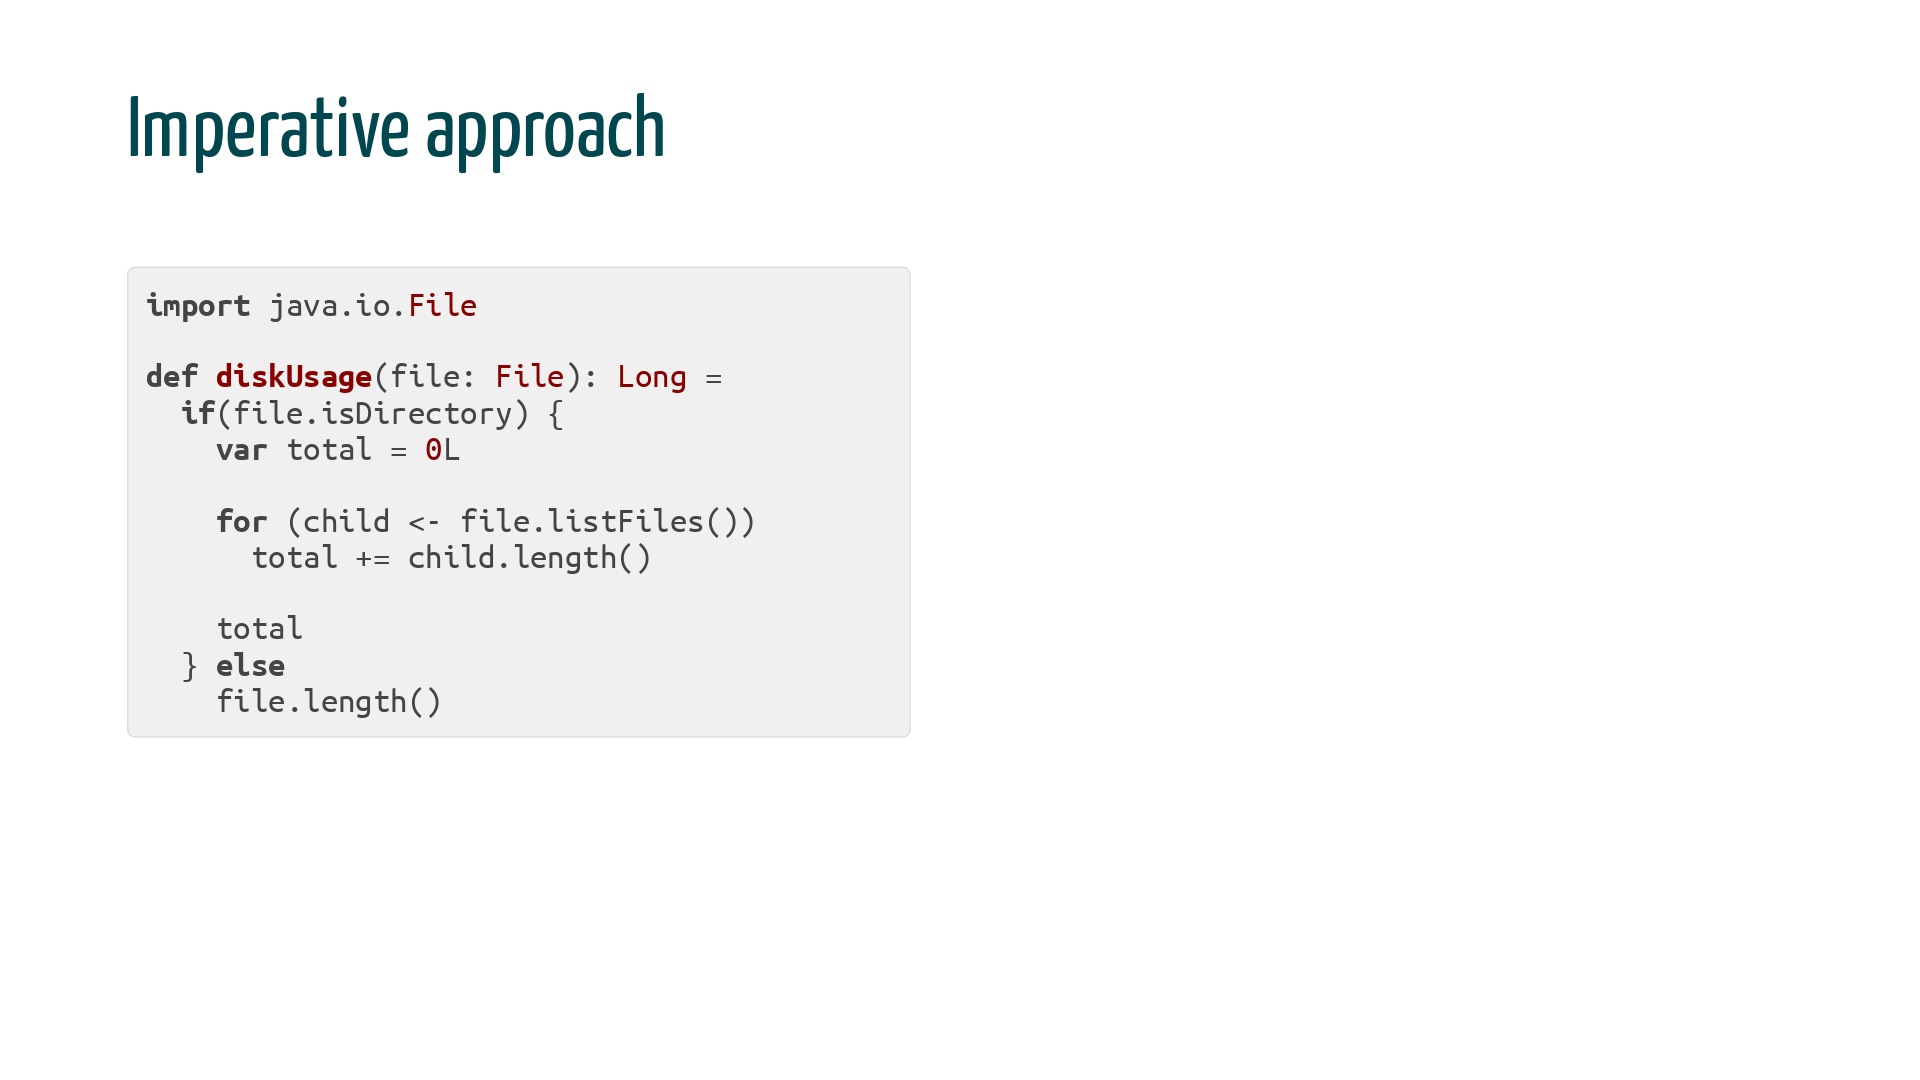 Imperative approach
import java.io.File
def diskUsage(file: File): Long =
  if(file.isDirectory) {
    var total = 0L
    for (child <- file.listFiles())
      total += child.length()
    total
  } else
    file.length()